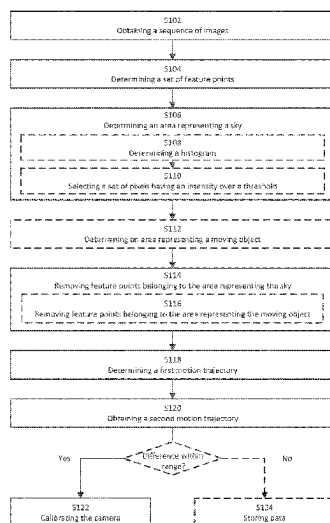 S102
Obtaining a sequence of images
S104
Determining a set of feature points
S106
Determining an area representing a sky
S108
Determining a histogram
S110
Selecting a set of pixels having an intensity over a threshold
S112
Determining an area representing a moving object
S114
Removing feature points belonging to the area representing the sky
S116
Removing feature points belonging to the area representing the moving object
S118
Determining a first motion trajectory
S120
Obtaining a second motion trajectory
Difference within
range?
Yes
No
S122
Calibrating the camera
S124
Storing data